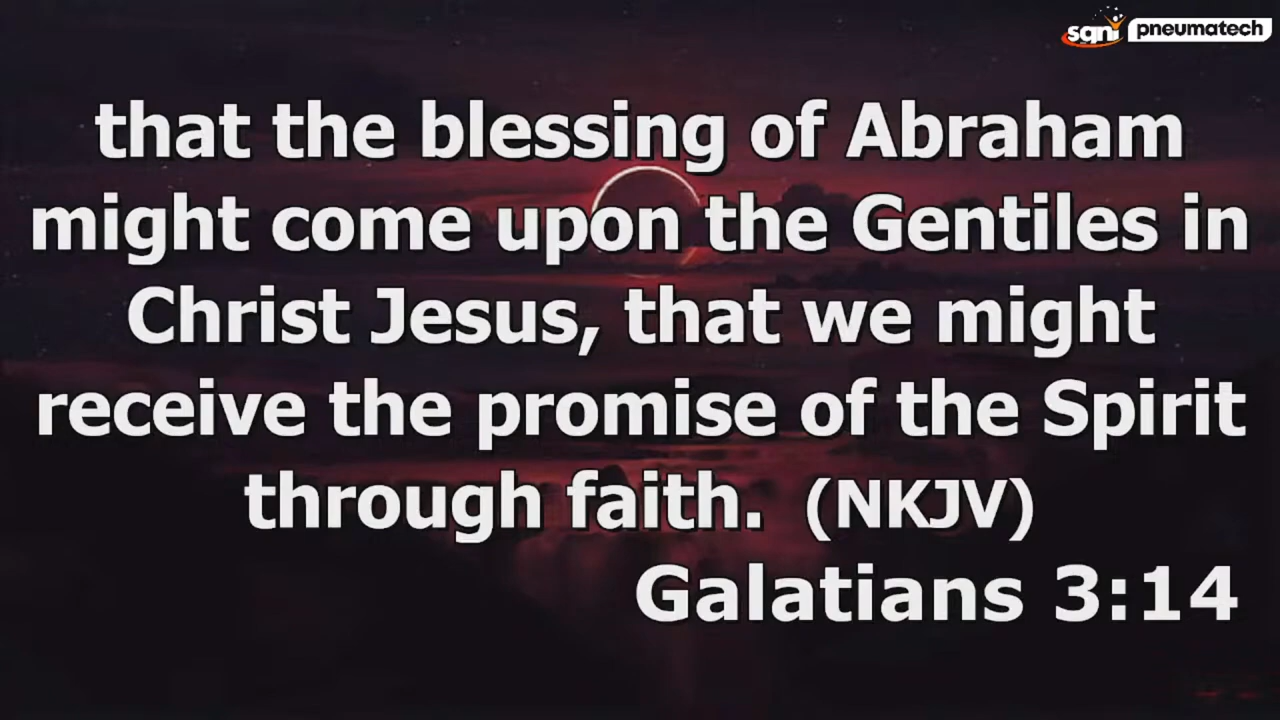 sqni pneumatech
that the blessing of Abraham
might come upon the Gentiles in
Christ Jesus, that we might
receive the promise of the Spirit
through faith. (NKJV)
Galatians 3:14